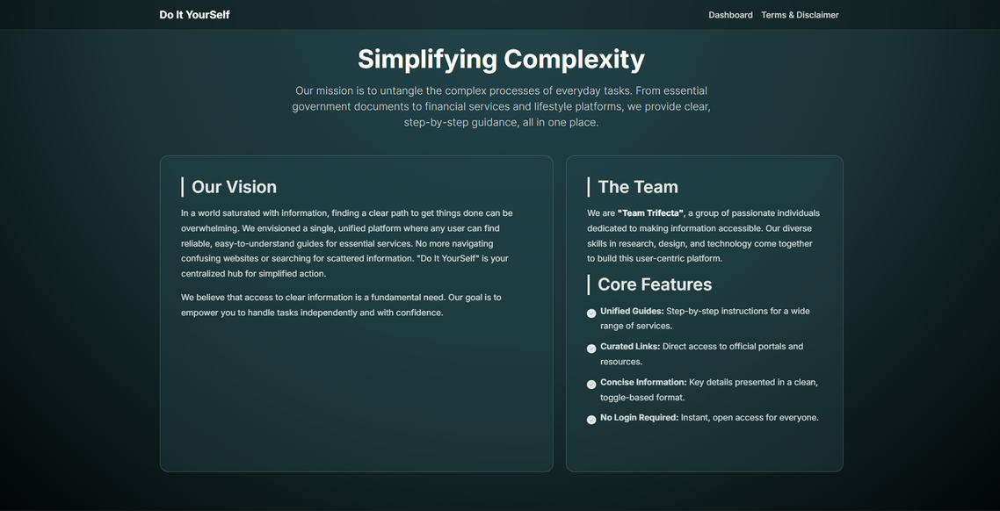 Do It YourSelf
Dashboard
Terms & Disclaimer
Simplifying Complexity
Our mission is to untangle the complex processes of everyday tasks. From essential
government documents to financial services and lifestyle platforms, we provide clear,
step-by-step guidance, all in one place.
Our Vision
In a world saturated with information, finding a clear path to get things done can be
overwhelming. We envisioned a single, unified platform where any user can find
reliable, easy-to-understand guides for essential services. No more navigating
confusing websites or searching for scattered information. "Do It YourSelf" is your
centralized hub for simplified action.
We believe that access to clear information is a fundamental need. Our goal is to
empower you to handle tasks independently and with confidence.
The Team
We are "Team Trifecta", a group of passionate individuals
dedicated to making information accessible. Our diverse
skills in research, design, and technology come together
to build this user-centric platform.
Core Features
Unified Guides: Step-by-step instructions for a wide
range of services.
Curated Links: Direct access to official portals and
resources.
Concise Information: Key details presented in a clean,
toggle-based format.
No Login Required: Instant, open access for everyone.